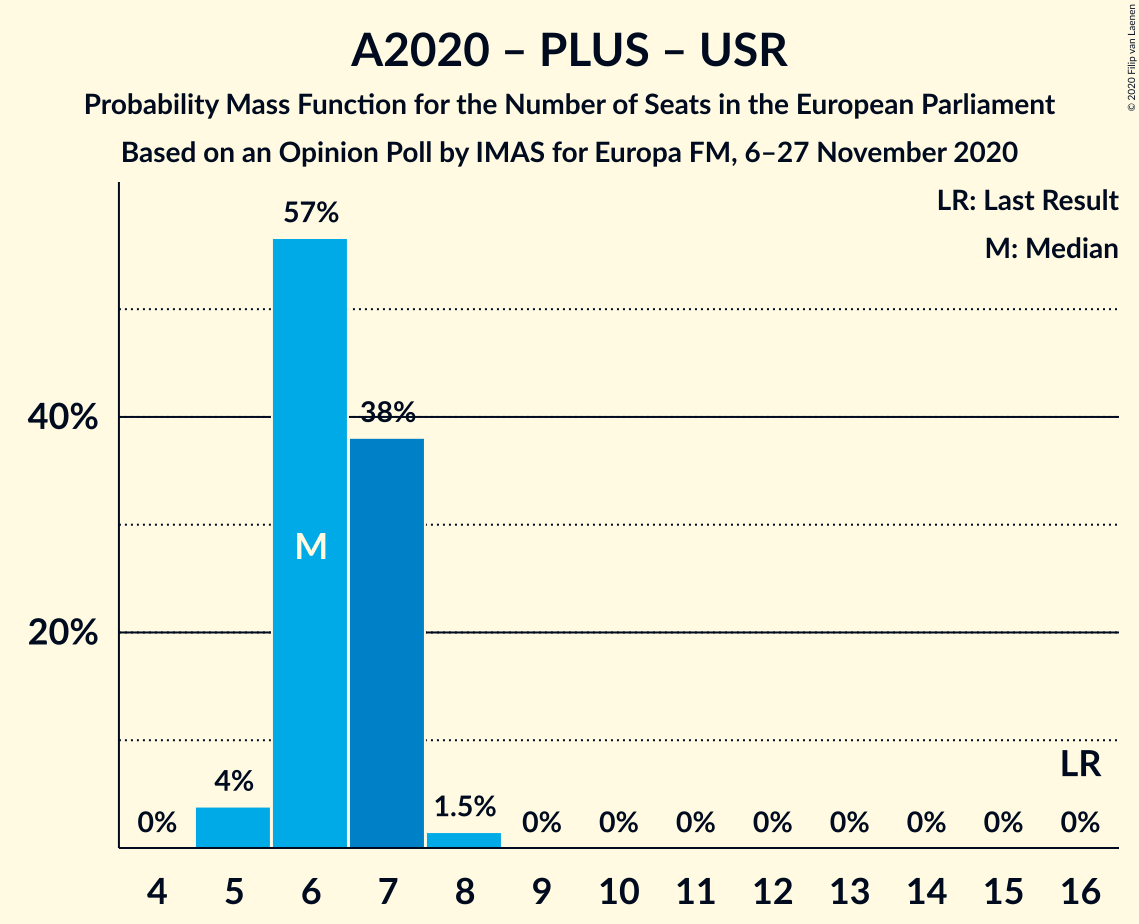 A2020 – PLUS – USR
Probability Mass Function for the Number of Seats in the European Parliament
Based on an Opinion Poll by IMAS for Europa FM, 6–27 November 2020
© 2020 Filip van Laenen
LR: Last Result
M: Median
57%
40%
38%
M
20%
LR
0% 4% 1.5% 0% 0% 0% 0% 0% 0% 0% 0%
4 5 6 7 8 9 10 11 12 13 14 15 16